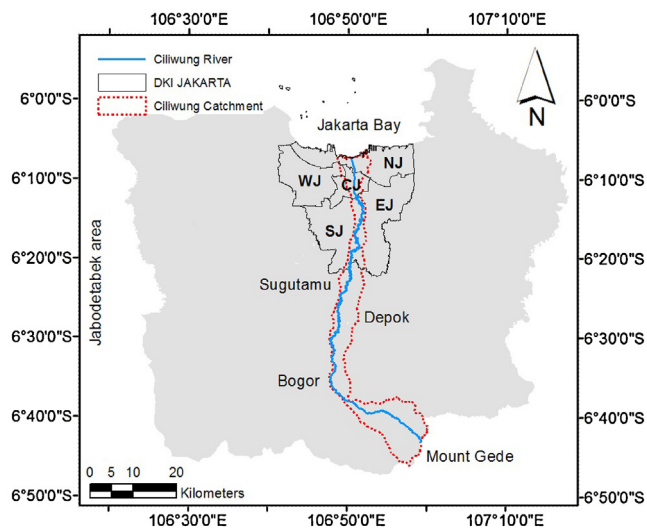 106°30'0"E 106°50'0"E 107°10'0"E
Ciliwung River
DKI JAKARTA
Ciliwung Catchment
N
Jakarta Bay
6°0'0"S 6°0'0"S
6°10'0"S 6°10'0"S
6°20'0"S 6°20'0"S
6°30'0"S 6°30'0"S
6°40'0"S 6°40'0"S
6°50'0"S 6°50'0"S
NJ
WJ
CJ
EJ
SJ
Jabodetabek area
Sugutamu
Depok
Bogor
Mount Gede
0 5 10 20
Kilometers
106°30'0"E 106°50'0"E 107°10'0"E